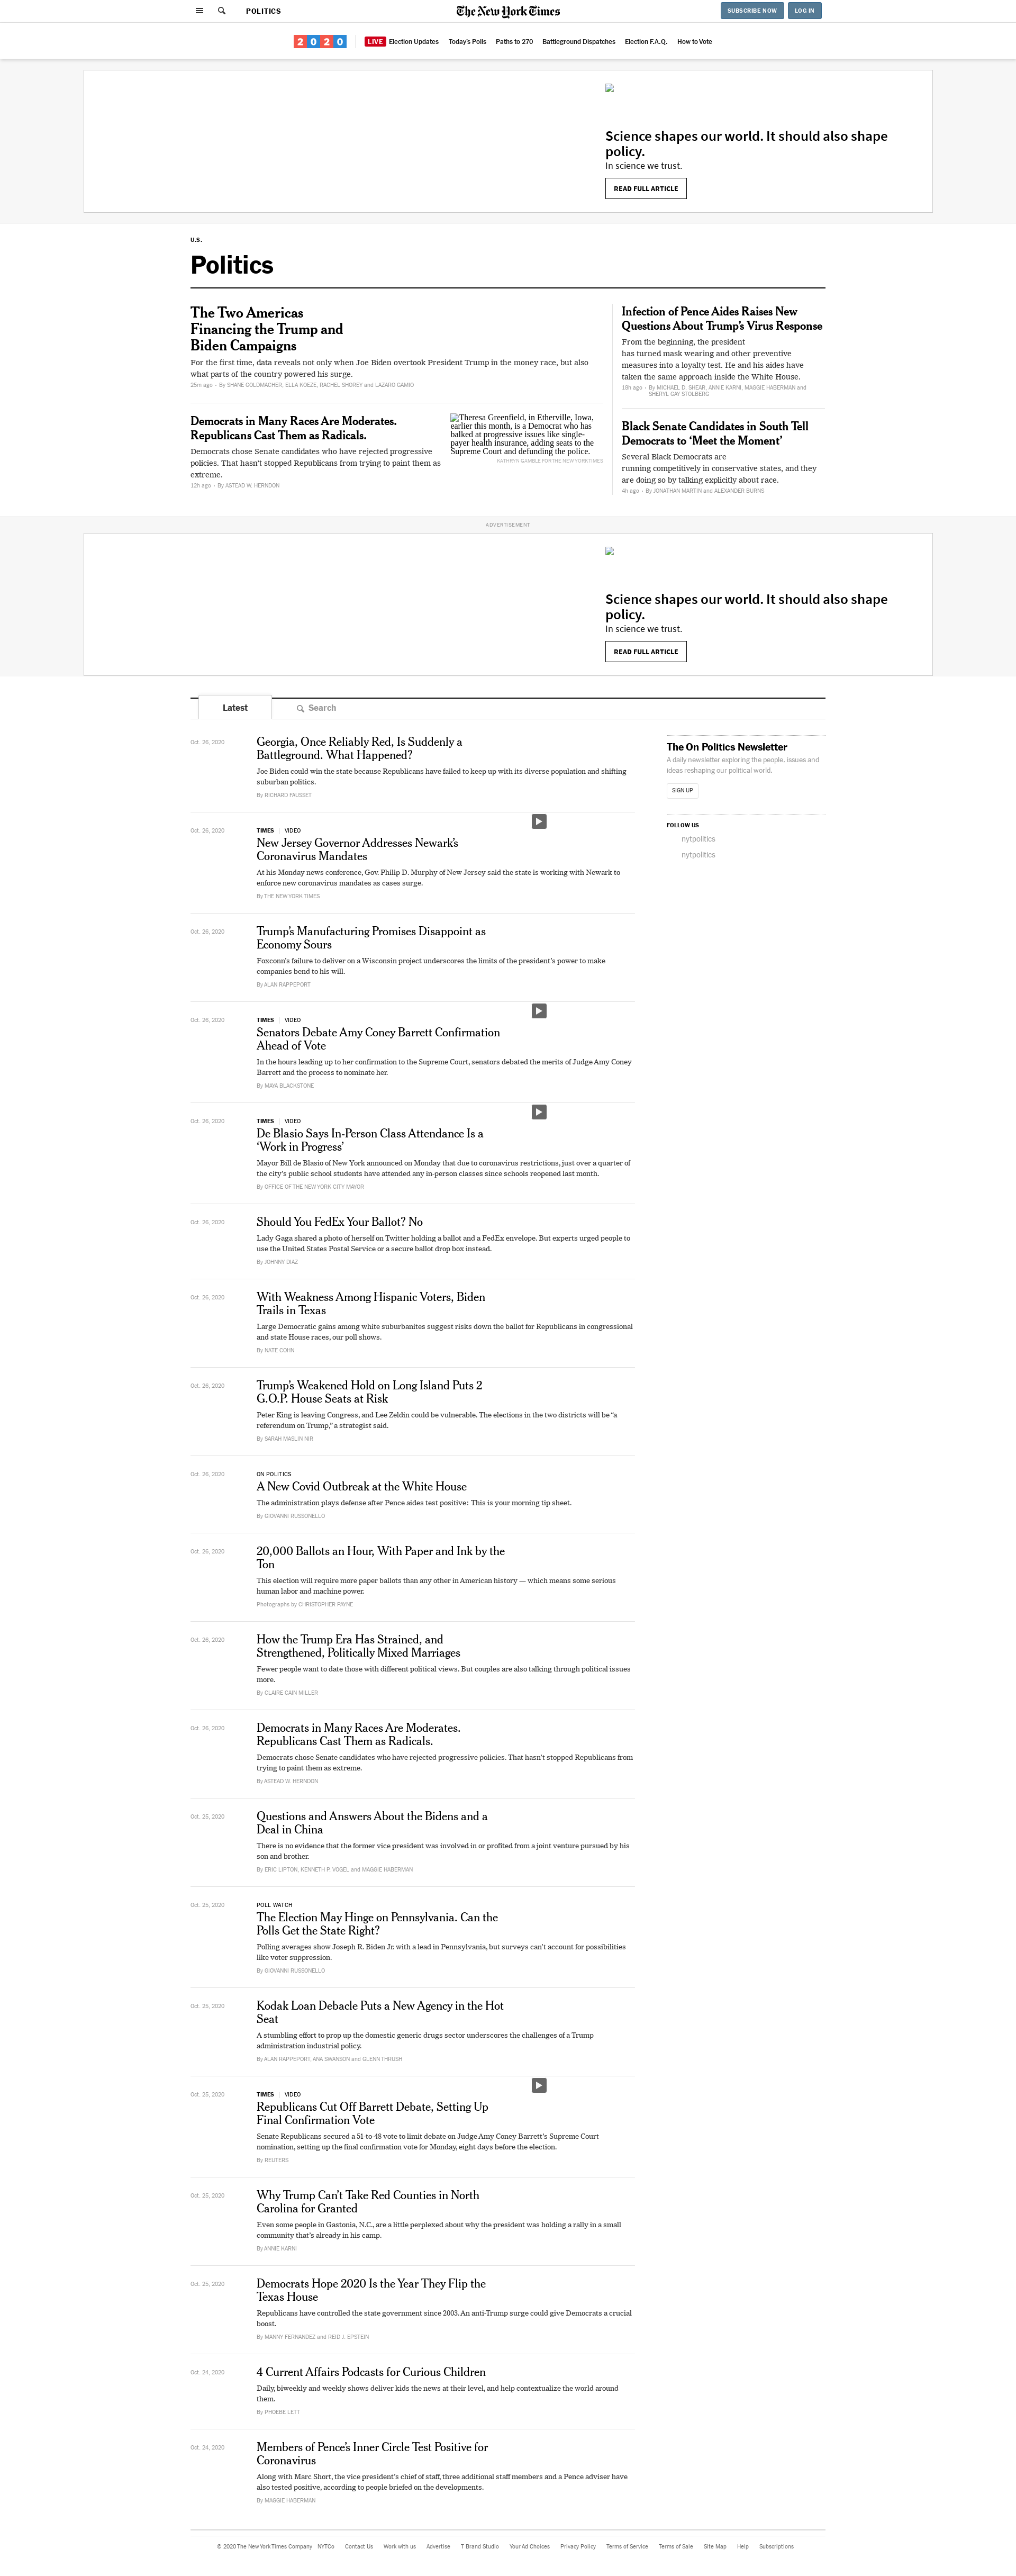 POLITICS
The New York Times
SUBSCRIBE NOW
LOG IN
2020
LIVE Election Updates
Today's Polls
Paths to 270
Battleground Dispatches
Election F.A.Q.
How to Vote
Science shapes our world. It should also shape
policy.
In science we trust.
READ FULL ARTICLE
U.S.
Politics
The Two Americas
Financing the Trump and
Biden Campaigns
For the first time, data reveals not only when Joe Biden overtook President Trump in the money race, but also
what parts of the country powered his surge.
26m ago · By SHANE GOLDMACHER, ELLA KOEZE, RACHEL SHOREY and LAZARO GAMIO
Democrats in Many Races Are Moderates.
Republicans Cast Them as Radicals.
Democrats chose Senate candidates who have rejected progressive
policies. That hasn't stopped Republicans from trying to paint them as
extreme.
12h ago · By ASTEAD W. HERNDON
Theresa Greenfield, in Etherville, Iowa,
earlier this month, is a Democrat who has
balked at progressive issues like single-
payer health insurance, adding seats to the
Supreme Court and defunding the police.
KATHRYN GAMBLE FOR THE NEW YORK TIMES
Infection of Pence Aides Raises New
Questions About Trump's Virus Response
From the beginning, the president
has turned mask wearing and other preventive
measures into a loyalty test. He and his aides have
taken the same approach inside the White House.
18h ago · By MICHAEL D. SHEAR, ANNIE KARNI, MAGGIE HABERMAN and
SHERYL GAY STOLBERG
Black Senate Candidates in South Tell
Democrats to 'Meet the Moment'
Several Black Democrats are
running competitively in conservative states, and they
are doing so by talking explicitly about race.
4h ago · By JONATHAN MARTIN and ALEXANDER BURNS
ADVERTISEMENT
Science shapes our world. It should also shape
policy.
In science we trust.
READ FULL ARTICLE
Latest
Search
Oct. 26, 2020
Georgia, Once Reliably Red, Is Suddenly a
Battleground. What Happened?
Joe Biden could win the state because Republicans have failed to keep up with its diverse population and shifting
suburban politics.
By RICHARD FAUSSET
Oct. 26, 2020
TIMES | VIDEO
New Jersey Governor Addresses Newark's
Coronavirus Mandates
At his Monday news conference, Gov. Philip D. Murphy of New Jersey said the state is working with Newark to
enforce new coronavirus mandates as cases surge.
By THE NEW YORK TIMES
Oct. 26, 2020
Trump's Manufacturing Promises Disappoint as
Economy Sours
Foxconn's failure to deliver on a Wisconsin project underscores the limits of the president's power to make
companies bend to his will.
By ALAN RAPPEPORT
Oct. 26, 2020
TIMES | VIDEO
Senators Debate Amy Coney Barrett Confirmation
Ahead of Vote
In the hours leading up to her confirmation to the Supreme Court, senators debated the merits of Judge Amy Coney
Barrett and the process to nominate her.
By MAYA BLACKSTONE
Oct. 26, 2020
TIMES | VIDEO
De Blasio Says In-Person Class Attendance Is a
'Work in Progress'
Mayor Bill de Blasio of New York announced on Monday that due to coronavirus restrictions, just over a quarter of
the city's public school students have attended any in-person classes since schools reopened last month.
By OFFICE OF THE NEW YORK CITY MAYOR
Oct. 26, 2020
Should You FedEx Your Ballot? No
Lady Gaga shared a photo of herself on Twitter holding a ballot and a FedEx envelope. But experts urged people to
use the United States Postal Service or a secure ballot drop box instead.
By JOHNNY DIAZ
Oct. 26, 2020
With Weakness Among Hispanic Voters, Biden
Trails in Texas
Large Democratic gains among white suburbanites suggest risks down the ballot for Republicans in congressional
and state House races, our poll shows.
By NATE COHN
Oct. 26, 2020
Trump's Weakened Hold on Long Island Puts 2
G.O.P. House Seats at Risk
Peter King is leaving Congress, and Lee Zeldin could be vulnerable. The elections in the two districts will be "a
referendum on Trump," a strategist said.
By SARAH MASLIN NIR
Oct. 26, 2020
ON POLITICS
A New Covid Outbreak at the White House
The administration plays defense after Pence aides test positive: This is your morning tip sheet.
By GIOVANNI RUSSONELLO
Oct. 26, 2020
20,000 Ballots an Hour, With Paper and Ink by the
Ton
This election will require more paper ballots than any other in American history — which means some serious
human labor and machine power.
Photographs by CHRISTOPHER PAYNE
Oct. 26, 2020
How the Trump Era Has Strained, and
Strengthened, Politically Mixed Marriages
Fewer people want to date those with different political views. But couples are also talking through political issues
more.
By CLAIRE CAIN MILLER
Oct. 26, 2020
Democrats in Many Races Are Moderates.
Republicans Cast Them as Radicals.
Democrats chose Senate candidates who have rejected progressive policies. That hasn't stopped Republicans from
trying to paint them as extreme.
By ASTEAD W. HERNDON
Oct. 25, 2020
Questions and Answers About the Bidens and a
Deal in China
There is no evidence that the former vice president was involved in or profited from a joint venture pursued by his
son and brother.
By ERIC LIPTON, KENNETH P. VOGEL and MAGGIE HABERMAN
Oct. 25, 2020
POLL WATCH
The Election May Hinge on Pennsylvania. Can the
Polls Get the State Right?
Polling averages show Joseph R. Biden Jr. with a lead in Pennsylvania, but surveys can't account for possibilities
like voter suppression.
By GIOVANNI RUSSONELLO
Oct. 25, 2020
Kodak Loan Debacle Puts a New Agency in the Hot
Seat
A stumbling effort to prop up the domestic generic drugs sector underscores the challenges of a Trump
administration industrial policy.
By ALAN RAPPEPORT, ANA SWANSON and GLENN THRUSH
Oct. 25, 2020
TIMES | VIDEO
Republicans Cut Off Barrett Debate, Setting Up
Final Confirmation Vote
Senate Republicans secured a 51-to-48 vote to limit debate on Judge Amy Coney Barrett's Supreme Court
nomination, setting up the final confirmation vote for Monday, eight days before the election.
By REUTERS
Oct. 25, 2020
Why Trump Can't Take Red Counties in North
Carolina for Granted
Even some people in Gastonia, N.C., are a little perplexed about why the president was holding a rally in a small
community that's already in his camp.
By ANNIE KARNI
Oct. 25, 2020
Democrats Hope 2020 Is the Year They Flip the
Texas House
Republicans have controlled the state government since 2003. An anti-Trump surge could give Democrats a crucial
boost.
By MANNY FERNANDEZ and REID J. EPSTEIN
Oct. 24, 2020
4 Current Affairs Podcasts for Curious Children
Daily, biweekly and weekly shows deliver kids the news at their level, and help contextualize the world around
them.
By PHOEBE LETT
Oct. 24, 2020
Members of Pence's Inner Circle Test Positive for
Coronavirus
Along with Marc Short, the vice president's chief of staff, three additional staff members and a Pence adviser have
also tested positive, according to people briefed on the developments.
By MAGGIE HABERMAN
The On Politics Newsletter
A daily newsletter exploring the people, issues and
ideas reshaping our political world.
SIGN UP
FOLLOW US
nytpolitics
nytpolitics
© 2020 The New York Times Company
NYTCo
Contact Us
Work with us
Advertise
T Brand Studio
Your Ad Choices
Privacy Policy
Terms of Service
Terms of Sale
Site Map
Help
Subscriptions